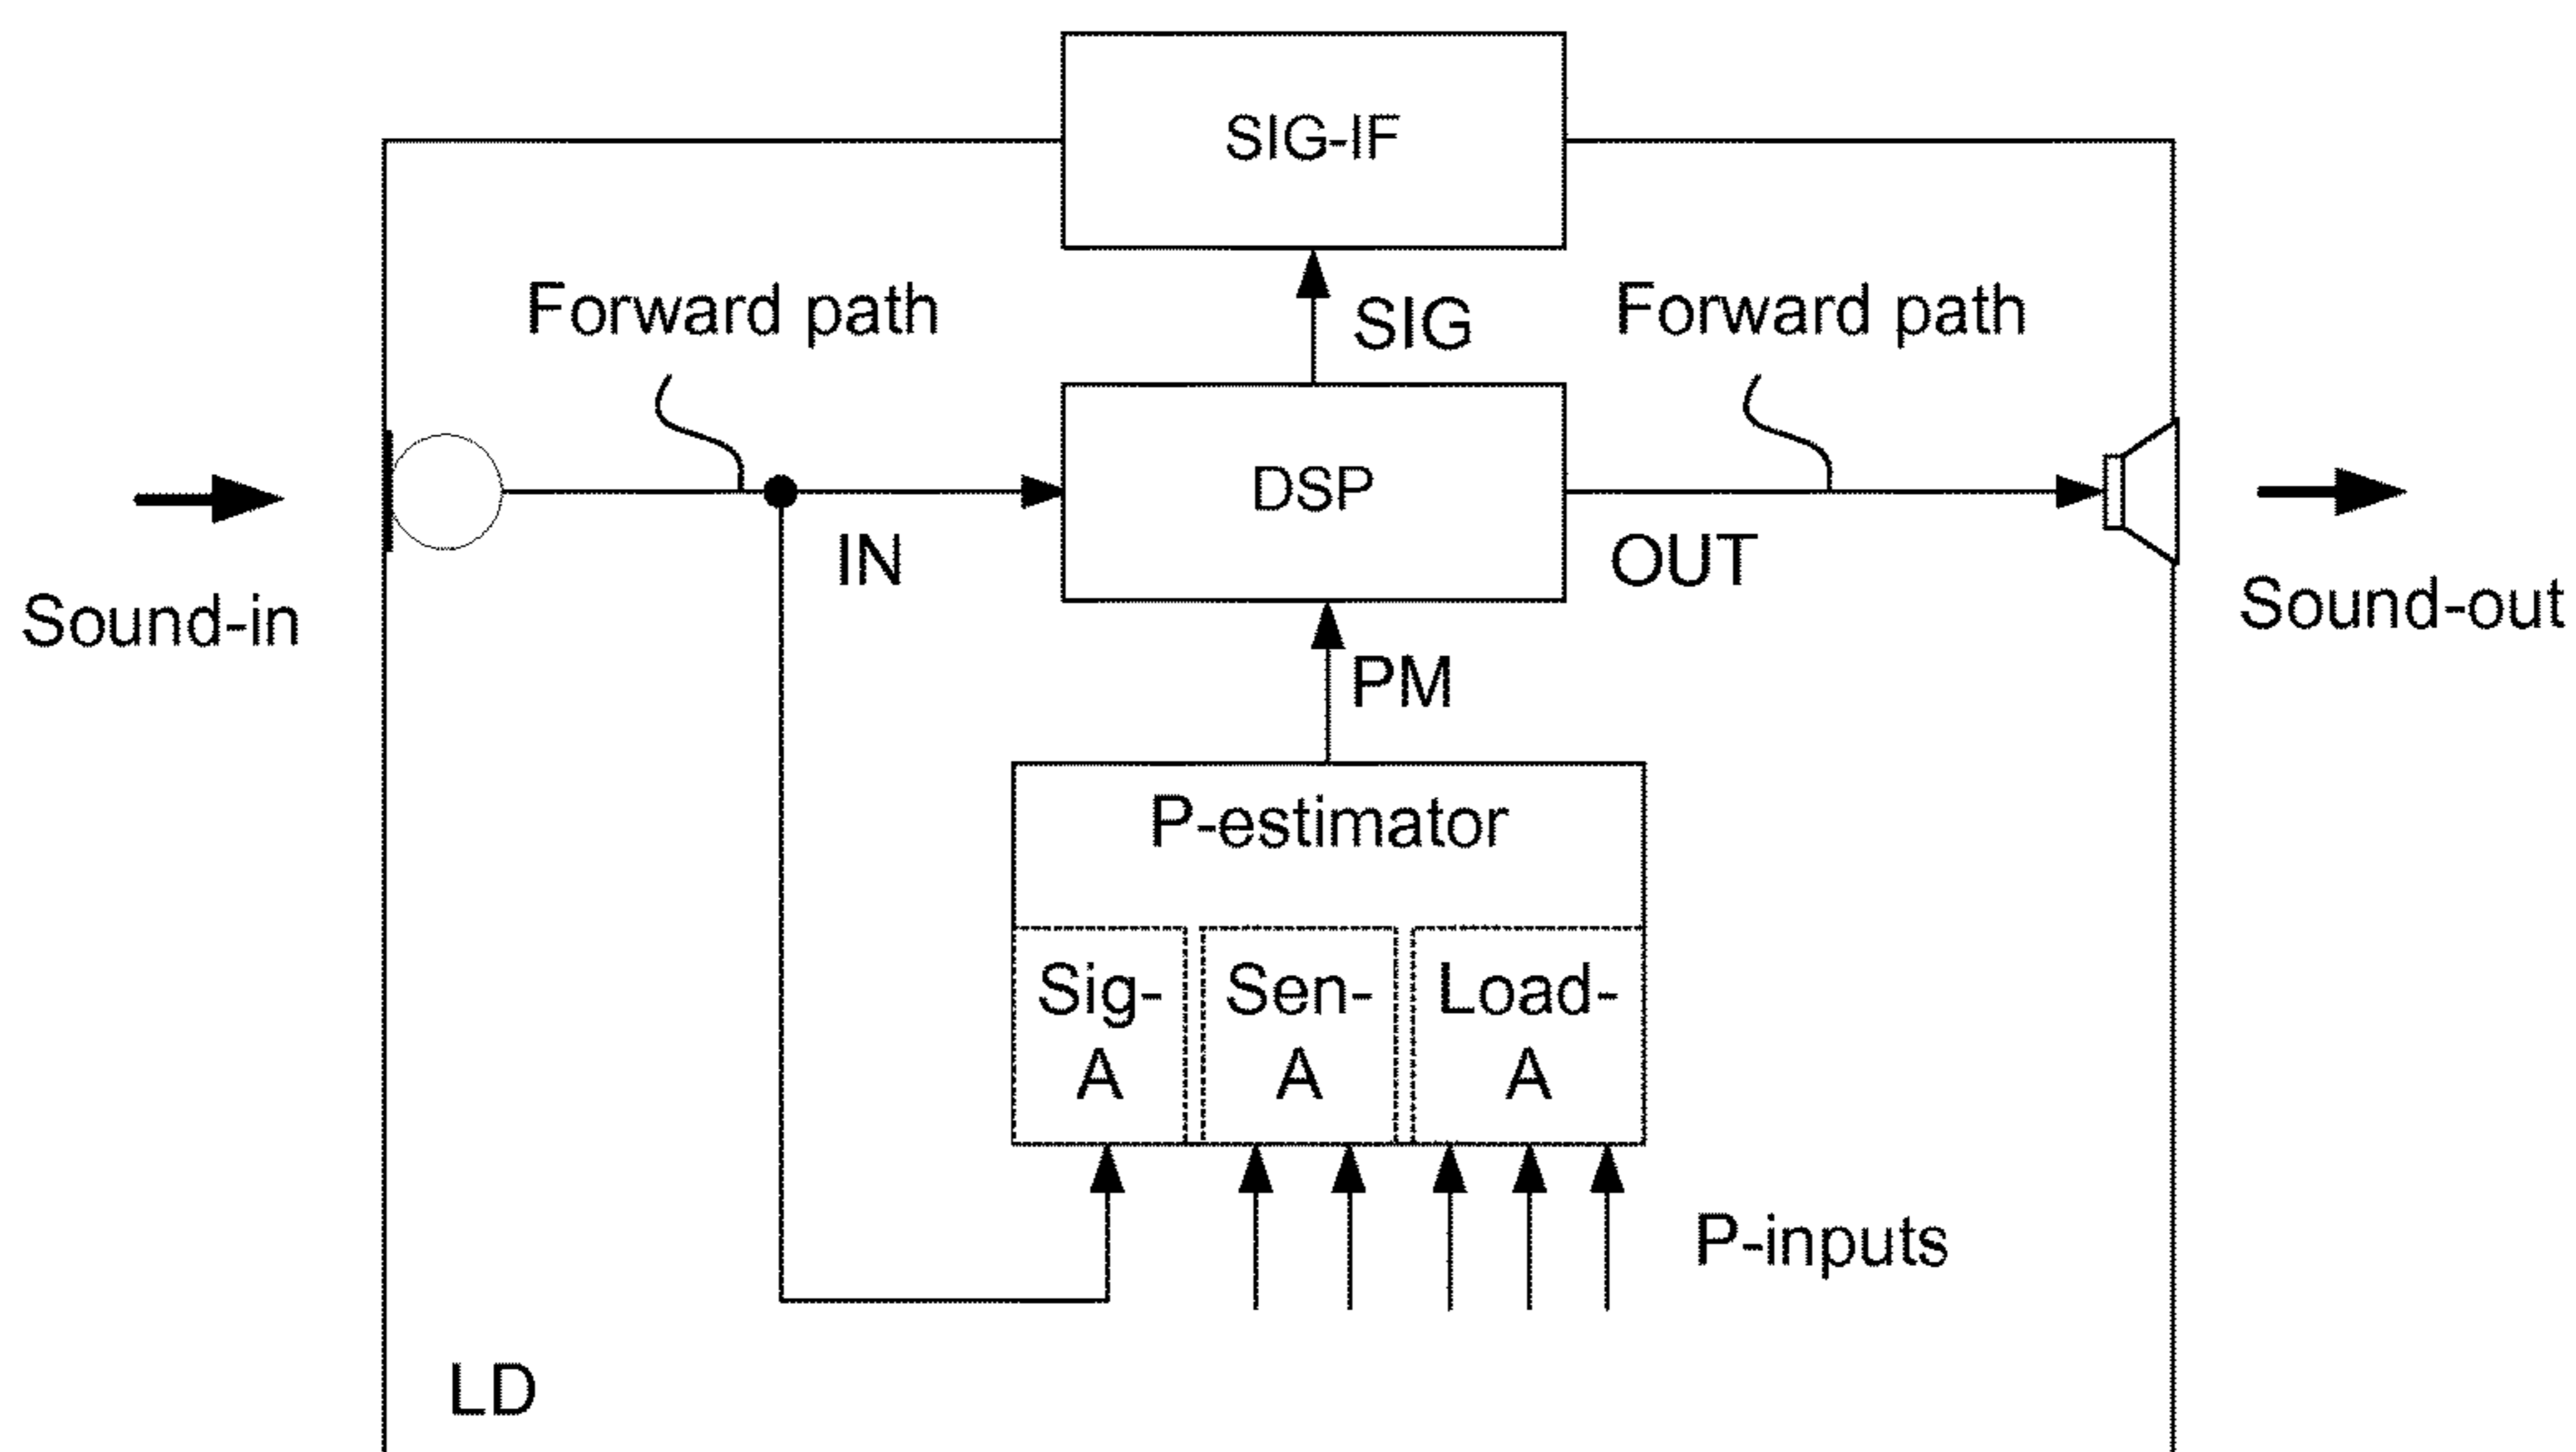 SIG-IF
Forward path
SIG
Forward path
DSP
IN
OUT
Sound-in
Sound-out
PM
P-estimator
Sig-
A
Sen-
A
Load-
A
P-inputs
LD